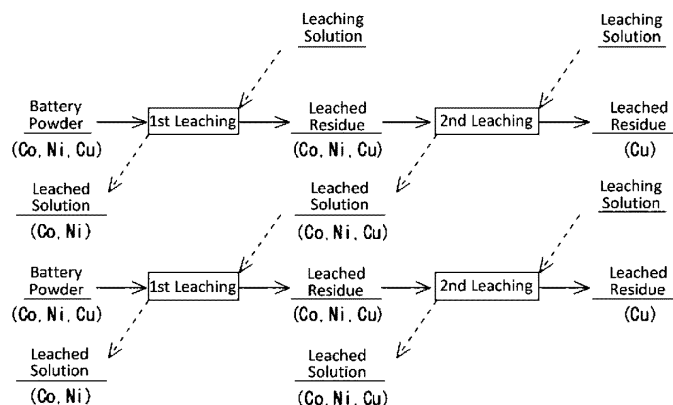 Leaching
Solution
Leaching
Solution
Battery
Powder
(Co, Ni, Cu)
1st Leaching
Leached
Residue
(Co, Ni, Cu)
2nd Leaching
Leached
Residue
(Cu)
Leached
Solution
(Co, Ni)
Leached
Solution
(Co, Ni, Cu)
Leaching
Solution
Battery
Powder
(Co, Ni, Cu)
1st Leaching
Leached
Residue
(Co, Ni, Cu)
2nd Leaching
Leached
Residue
(Cu)
Leached
Solution
(Co, Ni)
Leached
Solution
(Co, Ni, Cu)